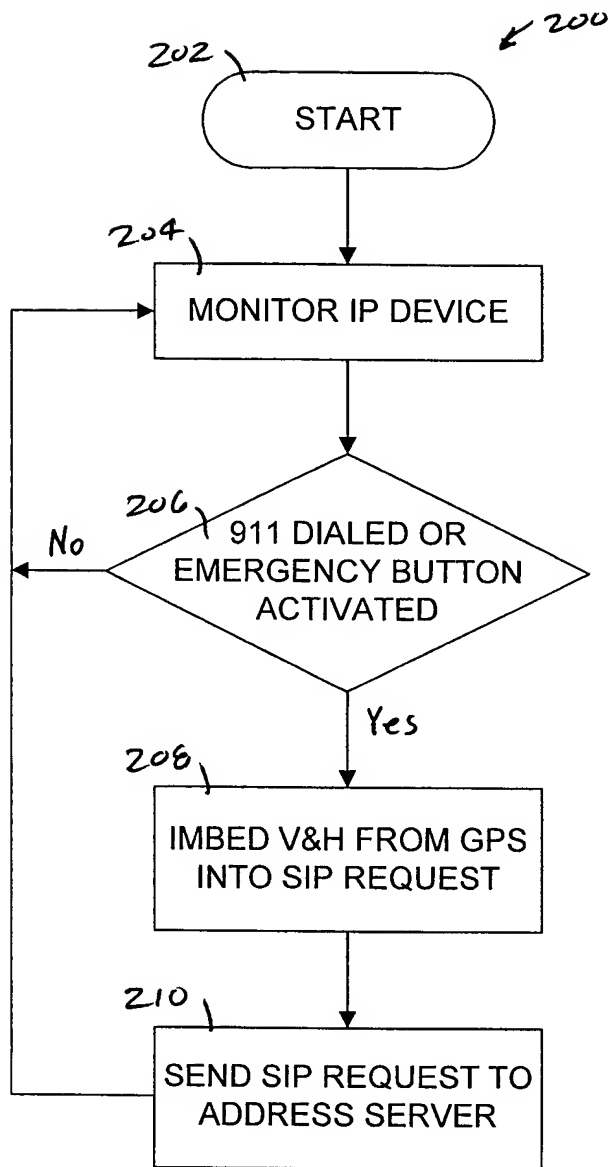 200
202
START
204
MONITOR IP DEVICE
206
911 DIALED OR
No
EMERGENCY BUTTON
ACTIVATED
Yes
208
IMBED V&H FROM GPS
INTO SIP REQUEST
210
SEND SIP REQUEST TO
ADDRESS SERVER